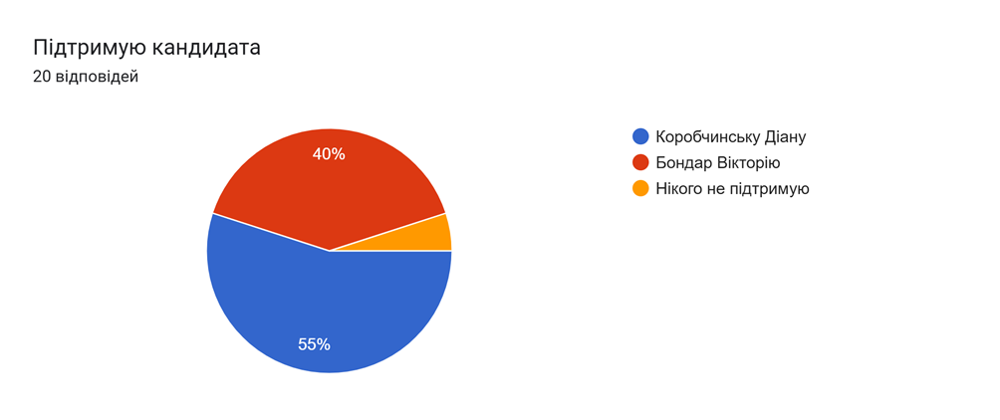 Підтримую кандидата
20 відповідей
40%
55%
Коробчинську Діану
Бондар Вікторію
Нікого не підтримую